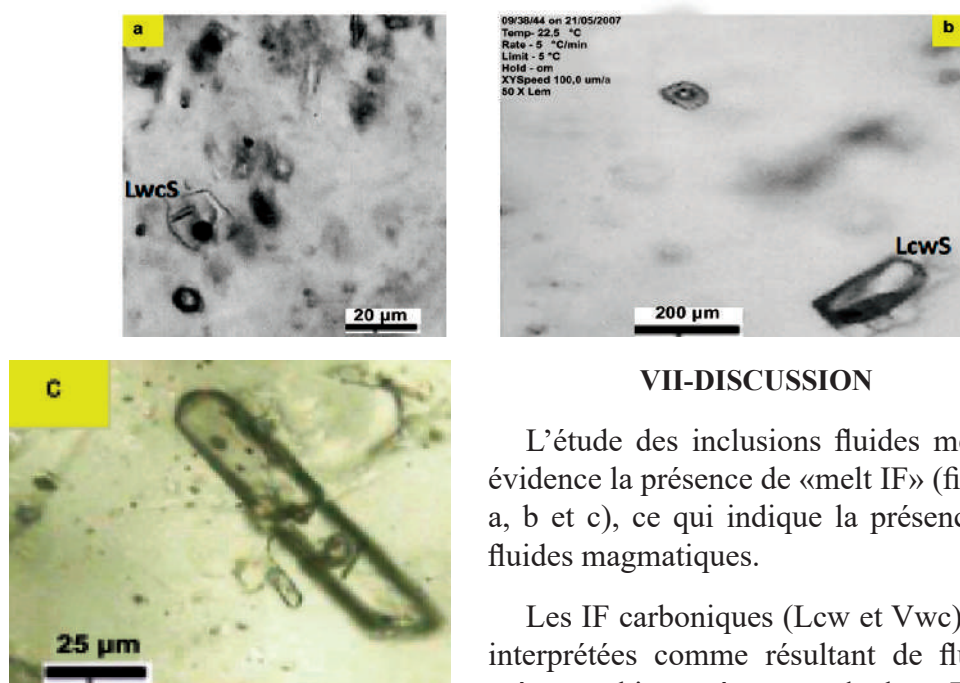 a
LwcS
20 µm
09/38/44 on 21/05/2007
Temp- 22.5 °C
Rate - 5 °C/min
Limit - 5 °C
Hold - om
XYSpeed 100,0 um/a
50 X Lem
b
LcwS
200 µm
C
25 µm
VII-DISCUSSION
L’étude des inclusions fluides
évidence la présence de «melt IF»
a, b et c), ce qui indique la
fluides magmatiques.
Les IF carboniques (Lcw et Vwc)
interprétées comme résultant de